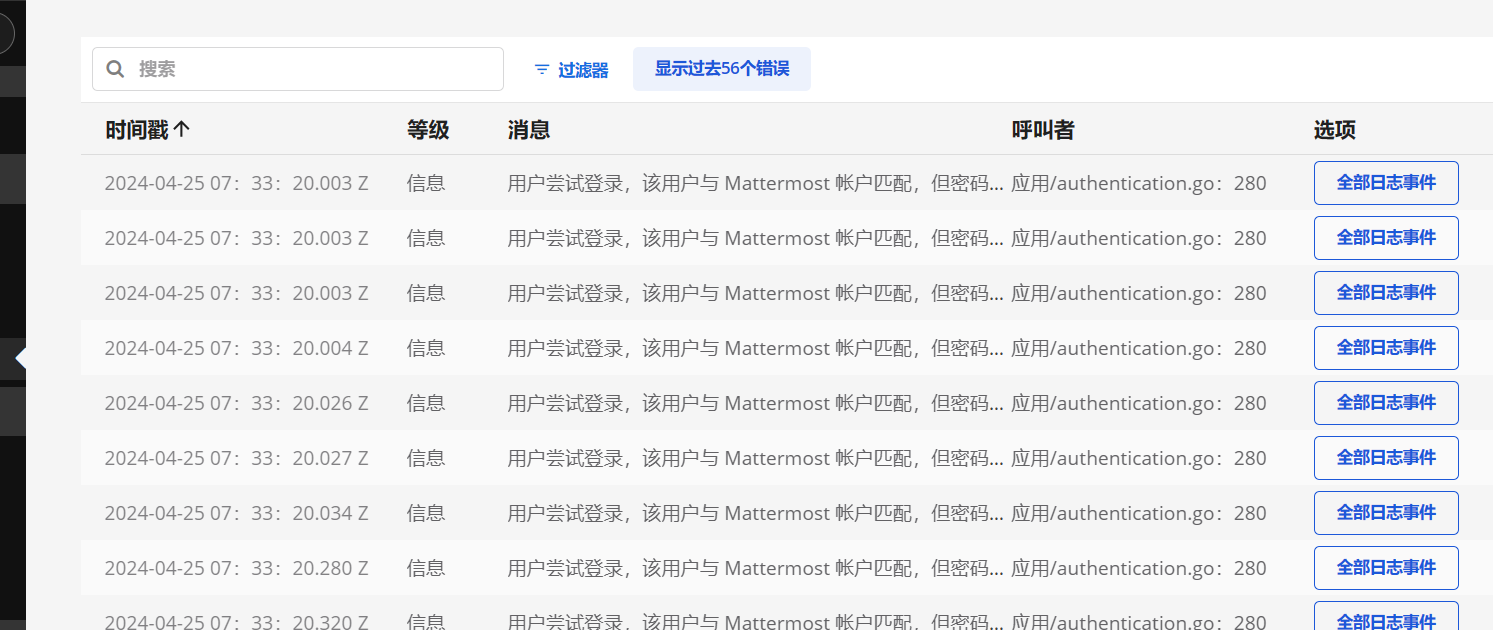 搜索 过滤器 显示过去56个错误
时间戳 等级 消息 呼叫者 选项
2024-04-25 07：33：20.003 Z 信息 用户尝试登录，该用户与 Mattermost 帐户匹配，但密码... 应用/authentication.go：280 全部日志事件
2024-04-25 07：33：20.003 Z 信息 用户尝试登录，该用户与 Mattermost 帐户匹配，但密码... 应用/authentication.go：280 全部日志事件
2024-04-25 07：33：20.003 Z 信息 用户尝试登录，该用户与 Mattermost 帐户匹配，但密码... 应用/authentication.go：280 全部日志事件
2024-04-25 07：33：20.004 Z 信息 用户尝试登录，该用户与 Mattermost 帐户匹配，但密码... 应用/authentication.go：280 全部日志事件
2024-04-25 07：33：20.026 Z 信息 用户尝试登录，该用户与 Mattermost 帐户匹配，但密码... 应用/authentication.go：280 全部日志事件
2024-04-25 07：33：20.027 Z 信息 用户尝试登录，该用户与 Mattermost 帐户匹配，但密码... 应用/authentication.go：280 全部日志事件
2024-04-25 07：33：20.034 Z 信息 用户尝试登录，该用户与 Mattermost 帐户匹配，但密码... 应用/authentication.go：280 全部日志事件
2024-04-25 07：33：20.280 Z 信息 用户尝试登录，该用户与 Mattermost 帐户匹配，但密码... 应用/authentication.go：280 全部日志事件
2024-04-25 07：33：20.320 Z 信息 用户尝试登录，该用户与 Mattermost 帐户匹配，但密码... 应用/authentication.go：280 全部日志事件